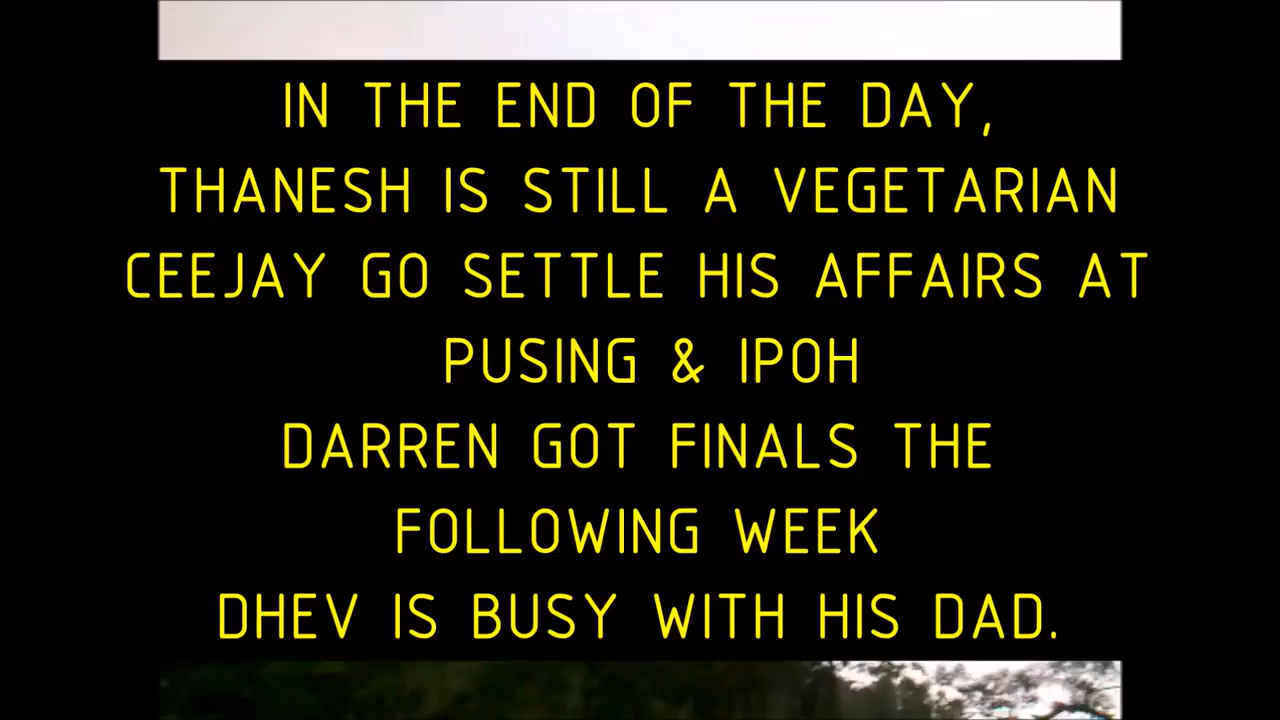 IN THE END OF THE DAY,
THANESH IS STILL A VEGETARIAN
CEEJAY GO SETTLE HIS AFFAIRS AT
PUSING & IPOH
DARREN GOT FINALS THE
FOLLOWING WEEK
DHEV IS BUSY WITH HIS DAD.